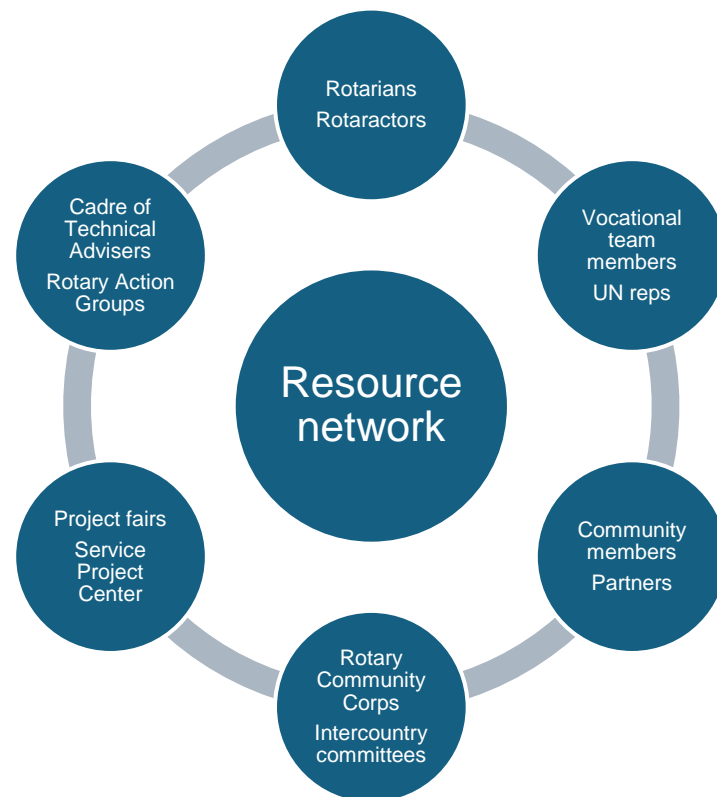 Rotarians
Rotaractors
Cadre of
Technical
Advisers
Rotary Action
Groups
Vocational
team
members
UN reps
Resource
network
Project fairs
Service
Project
Center
Community
members
Partners
Rotary
Community
Corps
Intercountry
committees